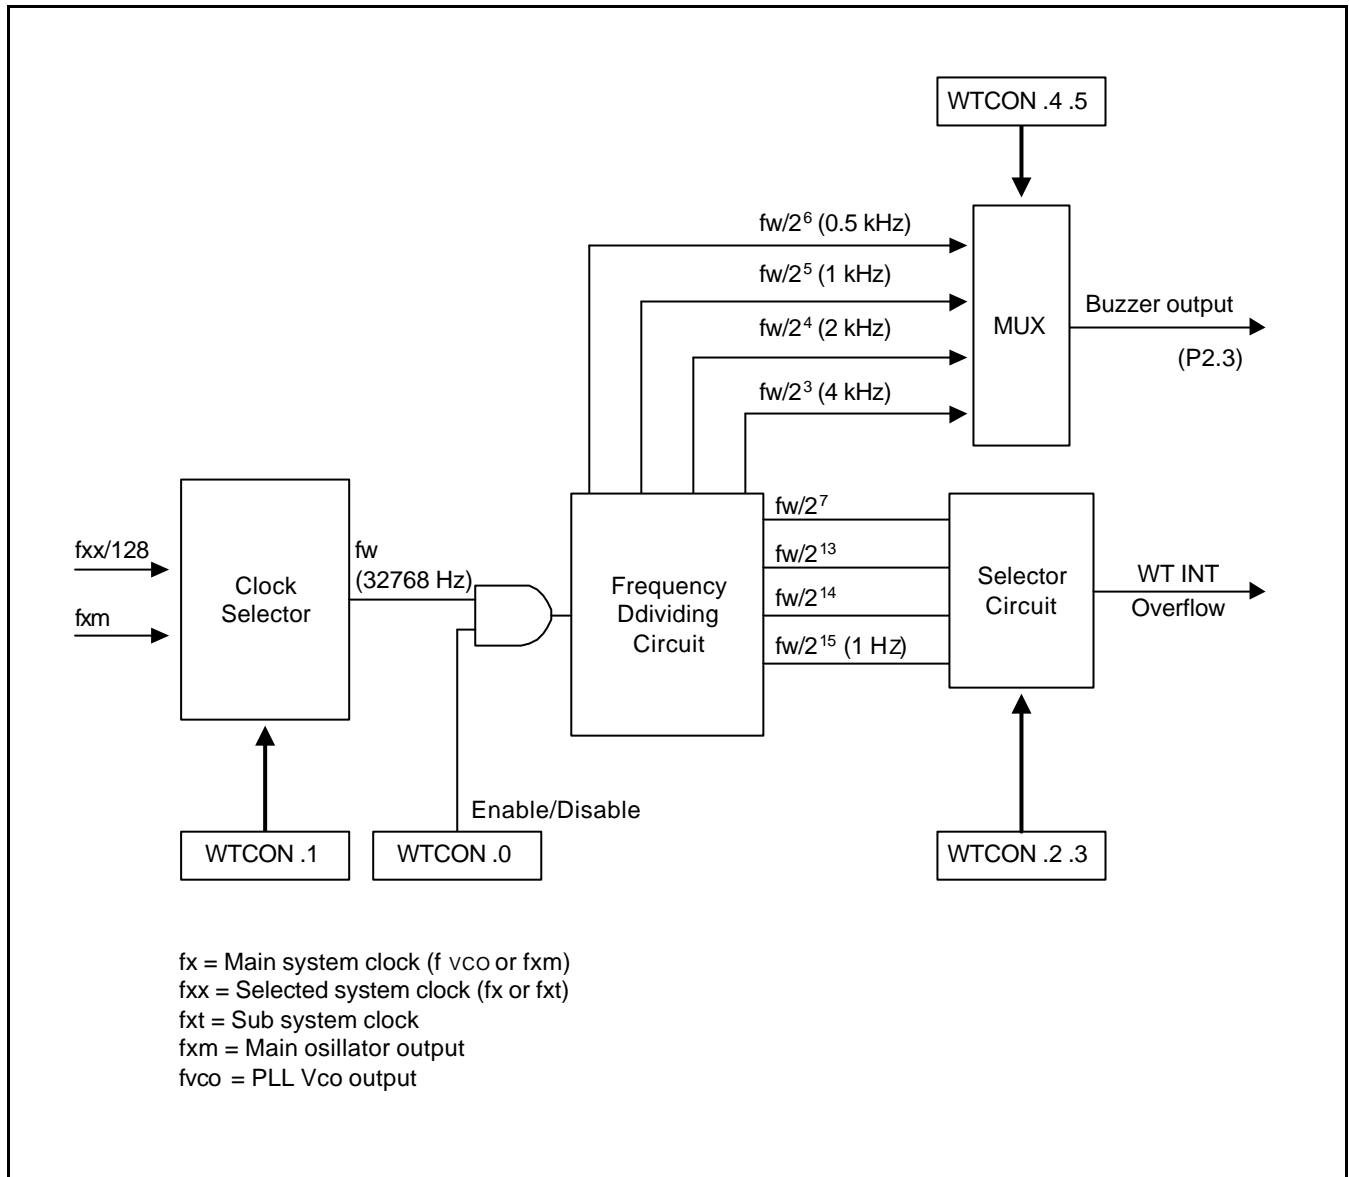 WTCON .4 .5
fw/2⁶ (0.5 kHz)
fw/2⁵ (1 kHz)
fw/2⁴ (2 kHz)
fw/2³ (4 kHz)
MUX
Buzzer output
(P2.3)
fxx/128
fxm
Clock
Selector
fw
(32768 Hz)
Frequency
Ddividing
Circuit
fw/2⁷
fw/2¹³
fw/2¹⁴
fw/2¹⁵ (1 HZ)
Selector
Circuit
WT INT
Overflow
Enable/Disable
WTCON .1
WTCON .0
WTCON .2 .3
fx = Main system clock (f VCO or fxm)
fxx = Selected system clock (fx or fxt)
fxt = Sub system clock
fxm = Main osillator output
fvco = PLL Vco output